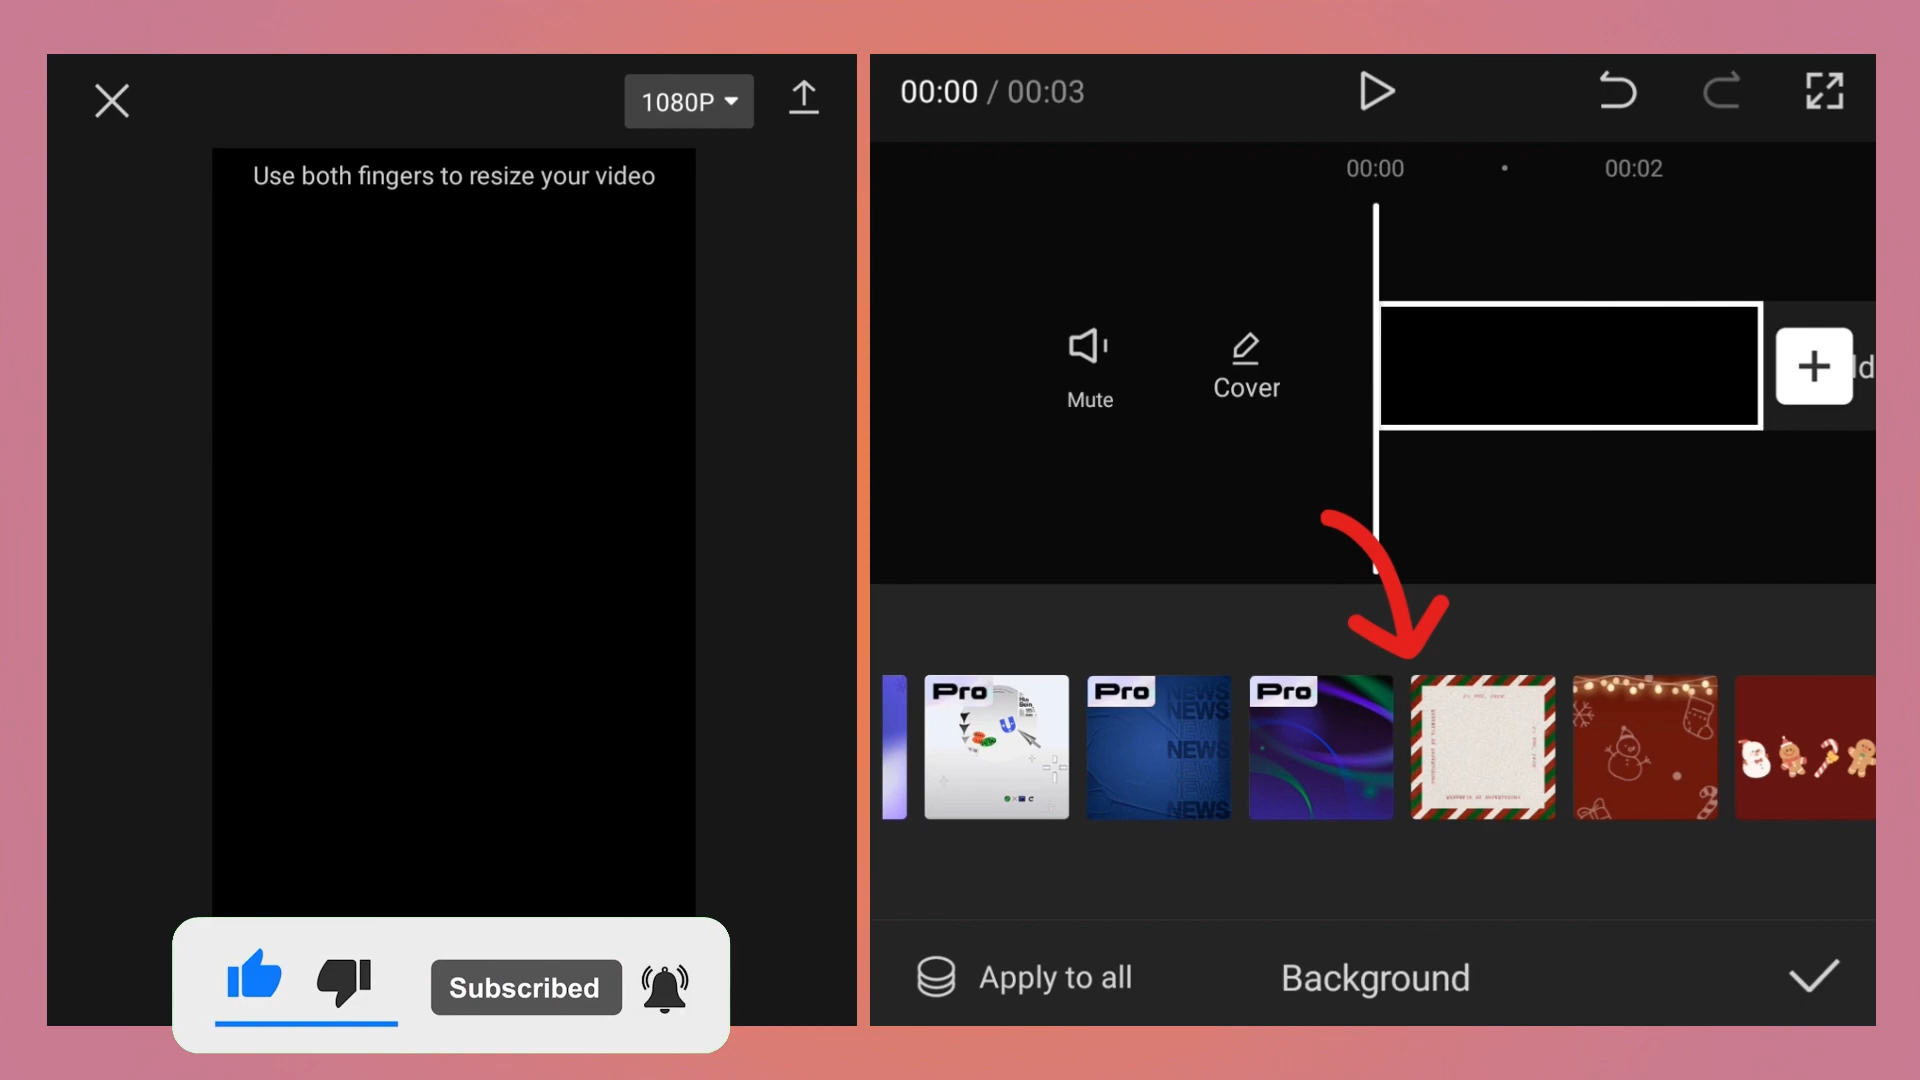 1080P
Use both fingers to resize your video
Subscribed
00:00 / 00:03
00:00
00:02
Mute
Cover
Pro
Pro
NEWS
NEWS
NEWS
NEWS
Pro
Apply to all
Background